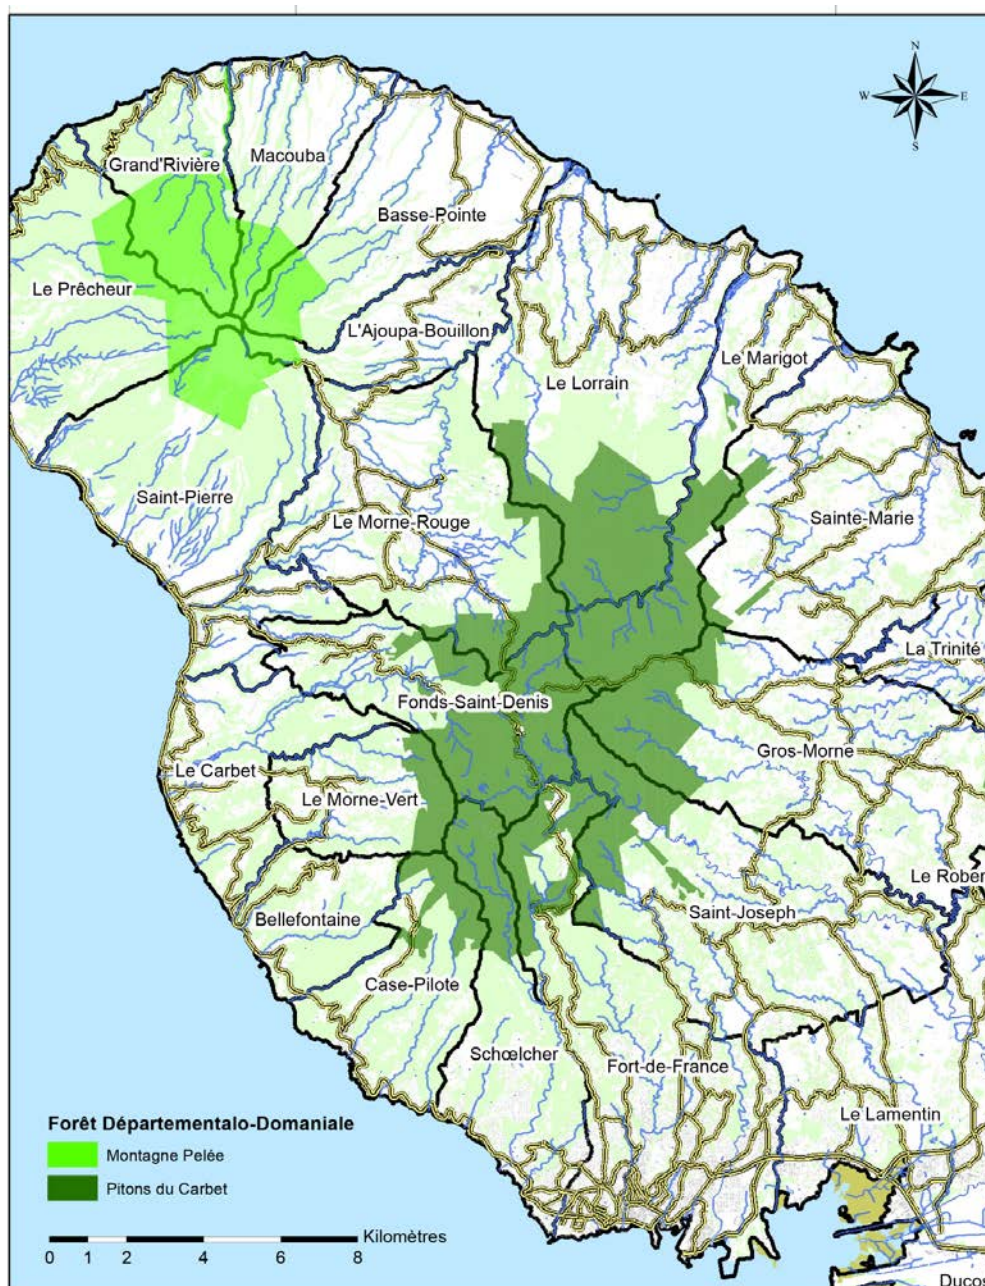 N
W E
S
Grand'Rivière
Macouba
Basse-Pointe
Le Prêcheur
L'Ajoupa-Bouillon
Le Marigot
Le Lorrain
Saint-Pierre
Le Morne-Rouge
Sainte-Marie
La Trinité
Fonds-Saint-Denis
Gros-Morne
Le Carbet
Le Morne-Vert
Le Rober
Saint-Joseph
Bellefontaine
Case-Pilote
Schœlcher
Fort-de-France
Le Lamentin
Forêt Départementalo-Domaniale
Montagne Pelée
Pitons du Carbet
Kilomètres
0 1 2 4 6 8
Ducos